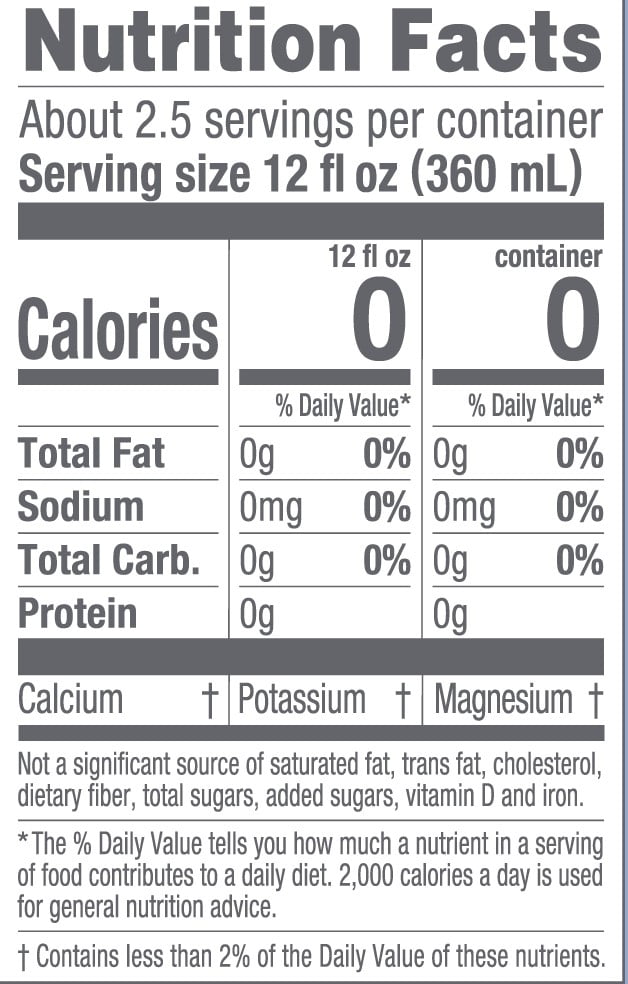 Nutrition Facts
About 2.5 servings per container
Serving size 12 fl oz (360 mL)
12 fl oz container
Calories 0 0
% Daily Value* % Daily Value*
Total Fat 0g 0% 0g 0%
Sodium 0mg 0% 0mg 0%
Total Carb. 0g 0% 0g 0%
Protein 0g 0g
Calcium † Potassium † Magnesium †
Not a significant source of saturated fat, trans fat, cholesterol,
dietary fiber, total sugars, added sugars, vitamin D and iron.
*The % Daily Value tells you how much a nutrient in a serving
of food contributes to a daily diet. 2,000 calories a day is used
for general nutrition advice.
† Contains less than 2% of the Daily Value of these nutrients.